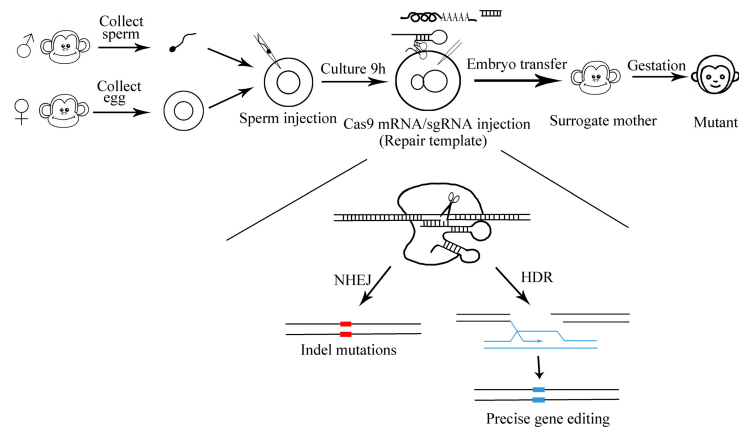 Collect
sperm
♂
Collect
egg
♀
Sperm injection
Culture 9h
AAAAA
Cas9 mRNA/sgRNA injection
(Repair template)
Embryo transfer
Surrogate mother
Gestation
Mutant
NHEJ
HDR
Indel mutations
Precise gene editing